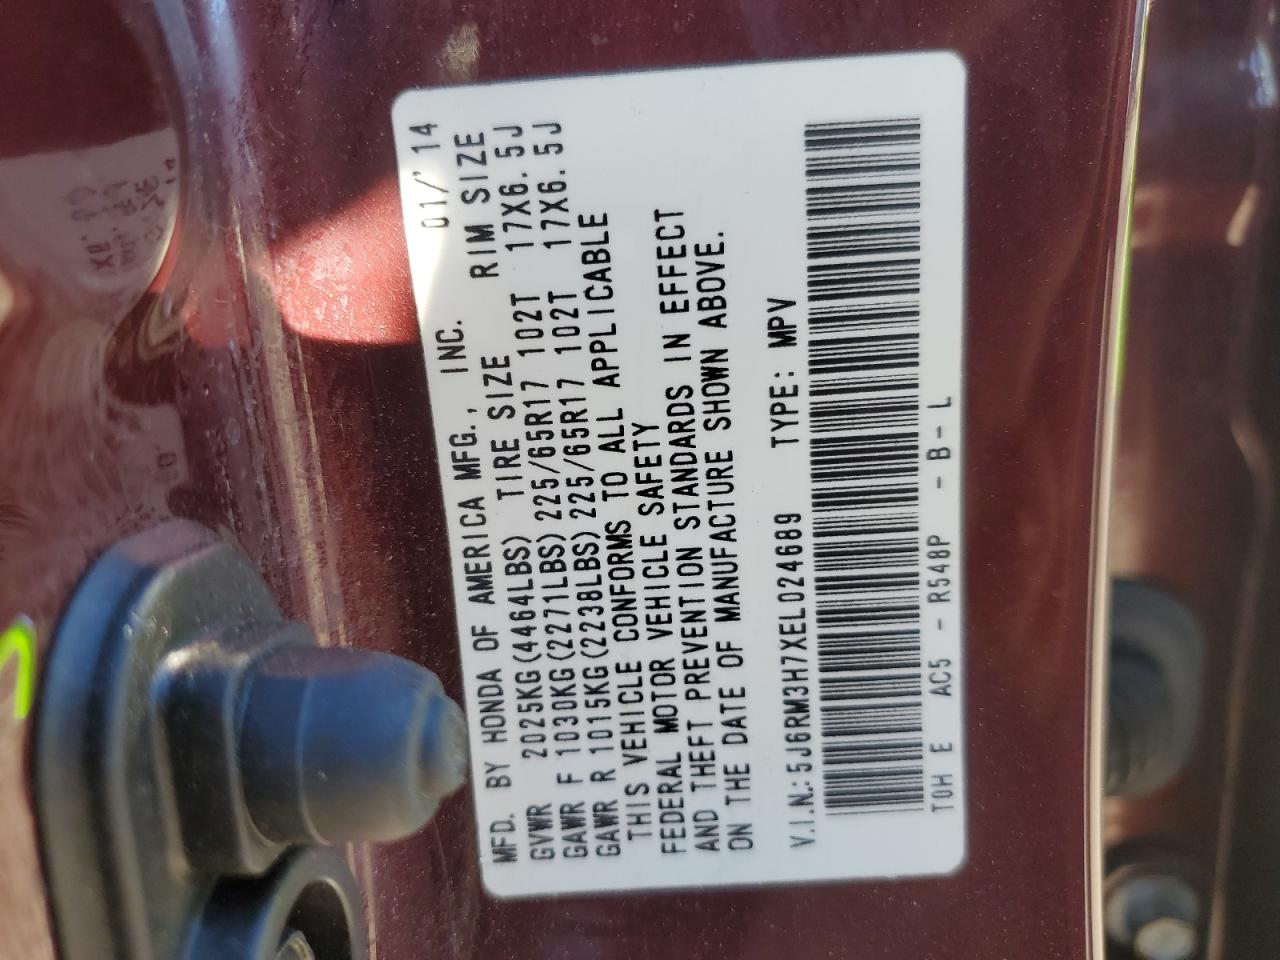 MFD. BY HONDA OF AMERICA MFG., INC. 01/'14
GVWR 2025KG(4464LBS) TIRE SIZE RIM SIZE
GAWR F 1030KG(2271LBS) 225/65R17 102T 17X6.5J
GAWR R 1015KG(2238LBS) 225/65R17 102T 17X6.5J
THIS VEHICLE CONFORMS TO ALL APPLICABLE
FEDERAL MOTOR VEHICLE SAFETY
AND THEFT PREVENTION STANDARDS IN EFFECT
ON THE DATE OF MANUFACTURE SHOWN ABOVE.
V.I.N.:5J6RM3H7XEL024689 TYPE: MPV
TOH E AC5 - R548P - B - L